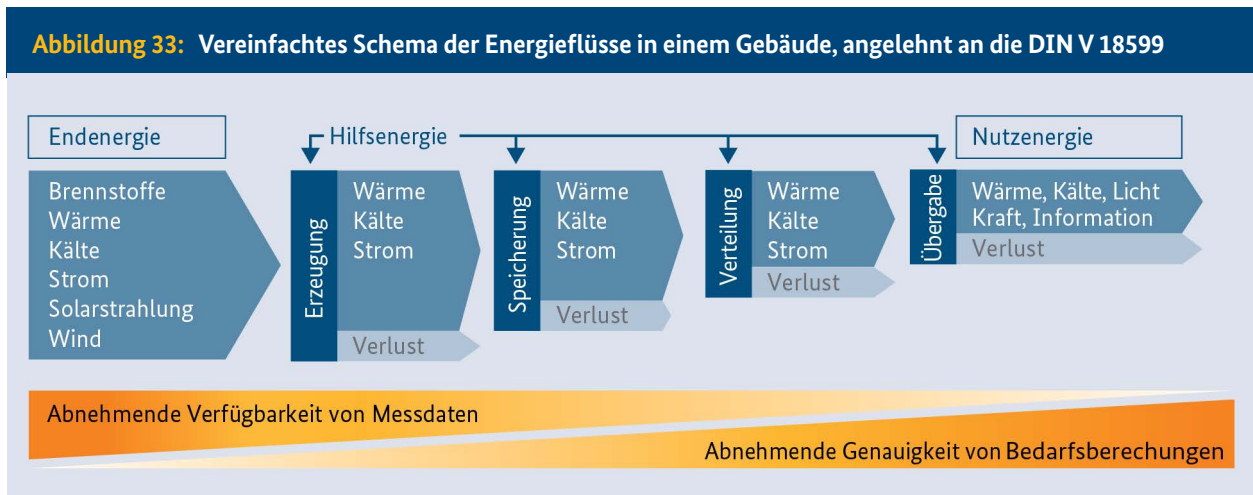 Abbildung 33: Vereinfachtes Schema der Energieflüsse in einem Gebäude, angelehnt an die DIN V 18599
Endenergie
Hilfsenergie
Nutzenergie
Brennstoffe
Wärme
Kälte
Strom
Solarstrahlung
Wind
Erzeugung
Wärme
Kälte
Strom
Verlust
Speicherung
Wärme
Kälte
Strom
Verlust
Verteilung
Wärme
Kälte
Strom
Verlust
Übergabe
Wärme, Kälte, Licht
Kraft, Information
Verlust
Abnehmende Verfügbarkeit von Messdaten
Abnehmende Genauigkeit von Bedarfsberechungen